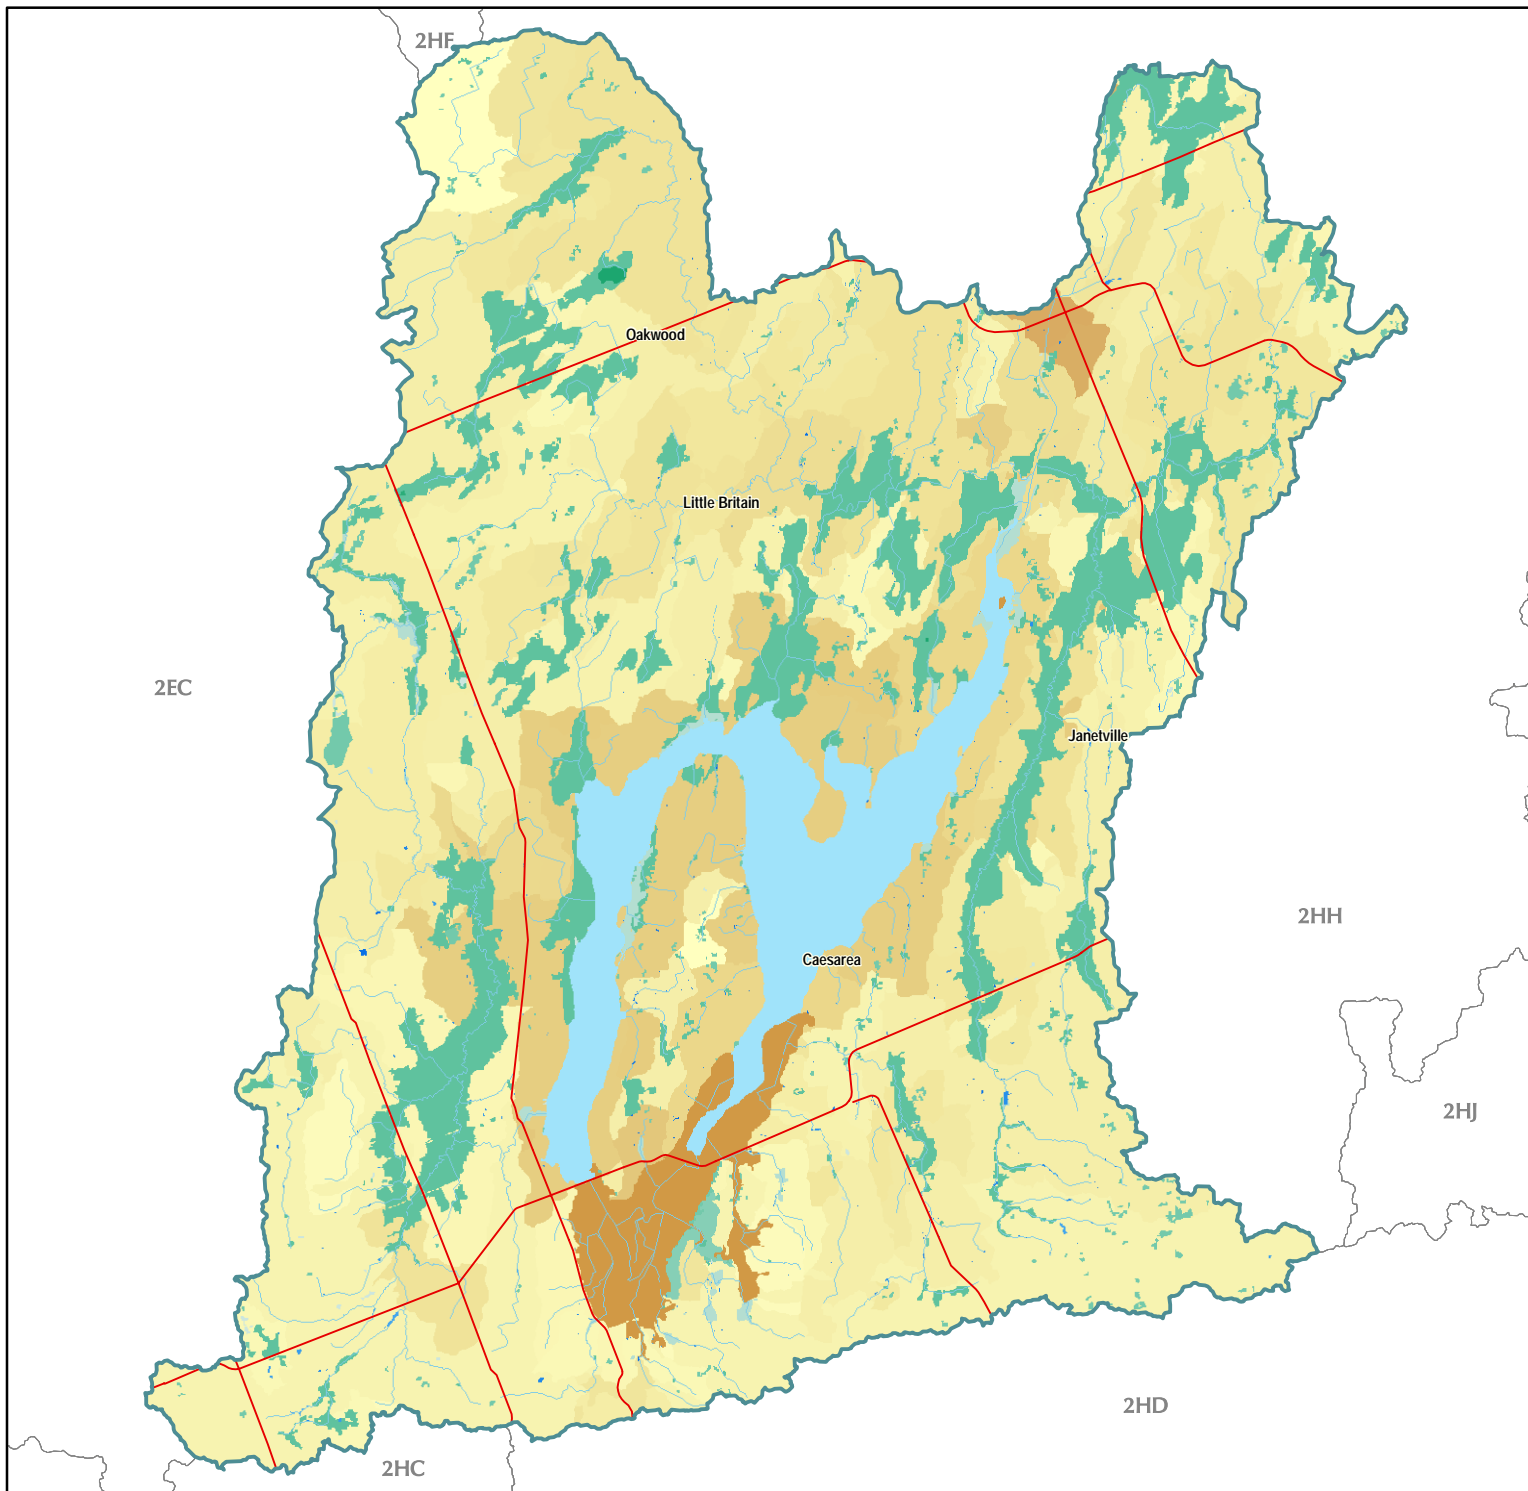 2HF
Oakwood
Little Britain
2EC
Janetville
2HH
Caesarea
2HJ
2HD
2HC